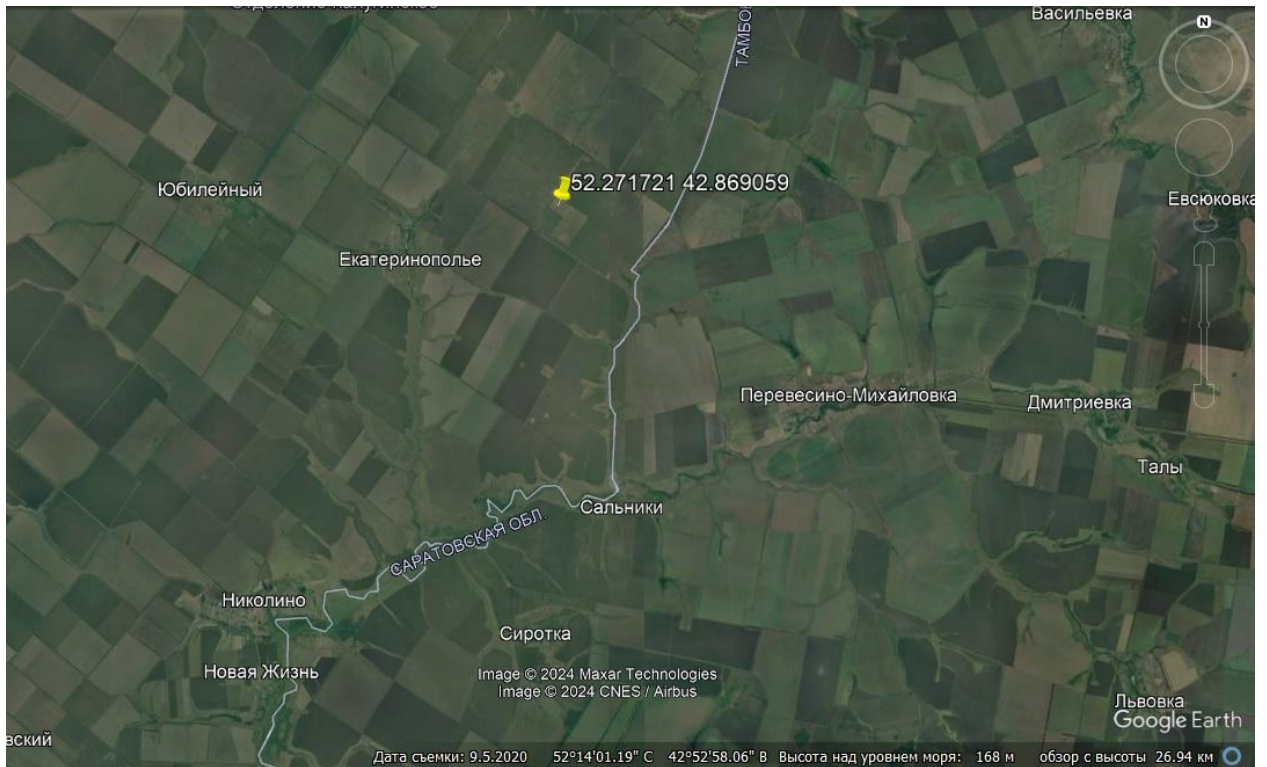 Васильевка
ТАМБОВ
52.271721 42.869059
Юбилейный
Евсюковка
Екатеринополье
Перевесино-Михайловка
Дмитриевка
Талы
Сальники
САРАТОВСКАЯ ОБЛ.
Николино
Сиротка
Новая Жизнь
Image © 2024 Maxar Technologies
Image © 2024 CNES / Airbus
Львовка
Google Earth
вский
Дата съемки: 9.5.2020 52°14'01.19" С 42°52'58.06" В Высота над уровнем моря: 168 м обзор с высоты 26.94 км
N